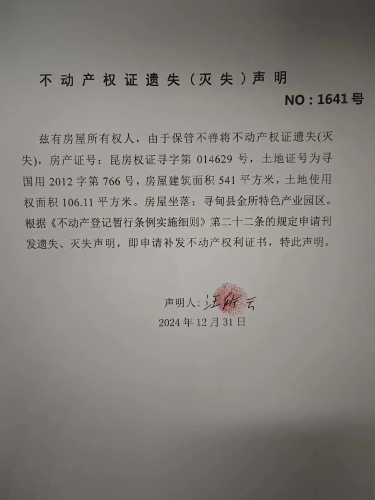 不动产权证遗失(灭失)声明
NO:1641号
兹有房屋所有权人，由于保管不善将不动产权证遗失(灭
失)，房产证号：昆房权证寻字第 014629 号，土地证号为寻
国用 2012 字第 766 号，房屋建筑面积 541 平方米，土地使用
权面积 106.11 平方米。房屋坐落：寻甸县金所特色产业园区。
根据《不动产登记暂行条例实施细则》第二十二条的规定申请刊
发遗失、灭失声明，即申请补发不动产权利证书，特此声明。
声明人:
2024 年 12 月 31 日